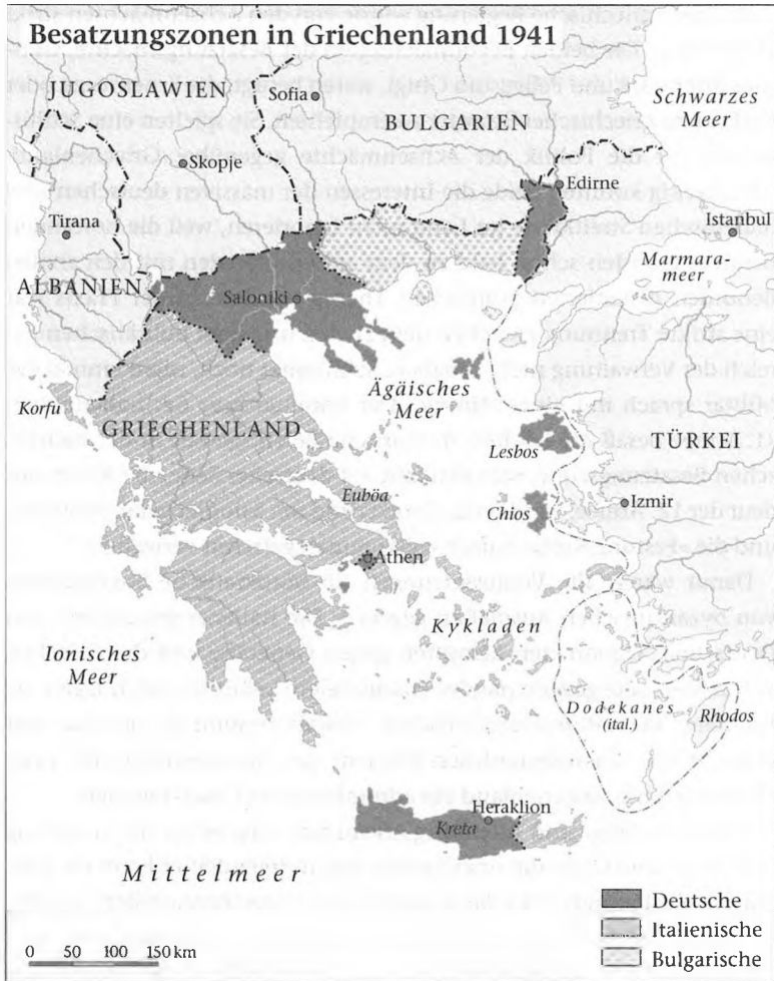 Besatzungszonen in Griechenland 1941
JUGOSLAWIEN
Sofia
BULGARIEN
Schwarzes
Meer
Skopje
Edirne
Tirana
Istanbul
Marmara-
meer
ALBANIEN
Saloniki
Ägäisches
Meer
Korfu
GRIECHENLAND
Lesbos
TÜRKEI
Euböa
Chios
Izmir
Athen
Kykladen
Ionisches
Meer
Dodekanes
(ital.)
Rhodos
Heraklion
Kreta
Mittelmeer
Deutsche
Italienische
Bulgarische
0 50 100 150 km